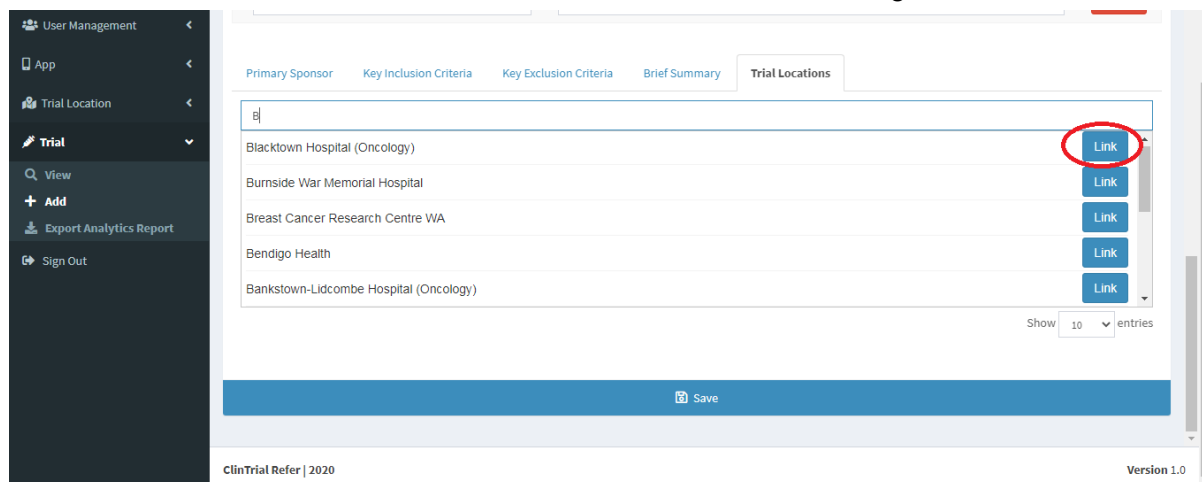 User Management
App
Trial Location
Trial
View
Add
Export Analytics Report
Sign Out
Primary Sponsor Key Inclusion Criteria Key Exclusion Criteria Brief Summary Trial Locations
B
Blacktown Hospital (Oncology) Link
Burnside War Memorial Hospital Link
Breast Cancer Research Centre WA Link
Bendigo Health Link
Bankstown-Lidcombe Hospital (Oncology) Link
Show 10 entries
Save
ClinTrial Refer | 2020 Version 1.0